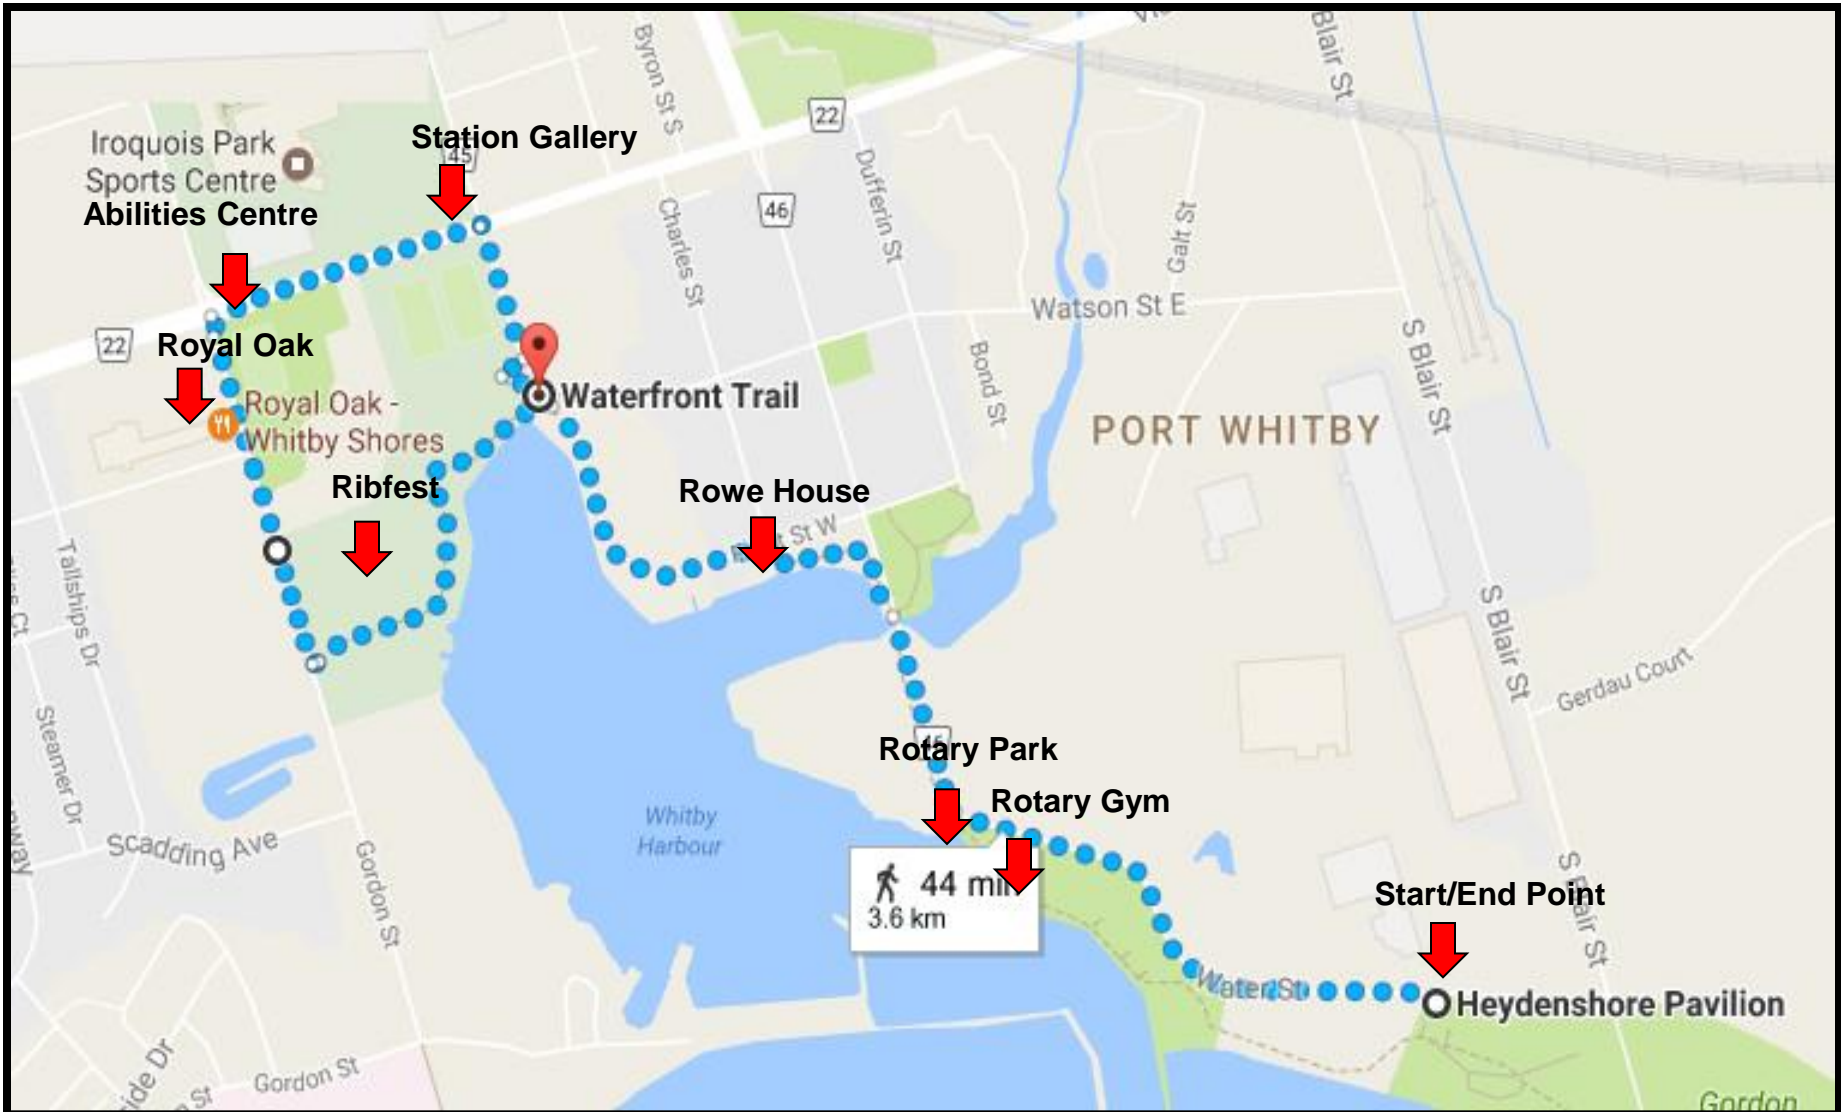 Byron St S
S Blair St
22
Station Gallery
45
Iroquois Park
Sports Centre
Abilities Centre
Dufferin St
46
Charles St
Galt St
Watson St E
S Blair St
22
Royal Oak
Bond St
Royal Oak -
Whitby Shores
Waterfront Trail
PORT WHITBY
Ribfest
Rowe House
St W
Tallships Dr
S Blair St
Gerdau Court
Steamer Dr
Rotary Park
Rotary Gym
Whitby
Harbour
Scadding Ave
Gordon St
44 min
3.6 km
S Blair St
Start/End Point
Water St
Heydenshore Pavilion
Gordon St
Gordon